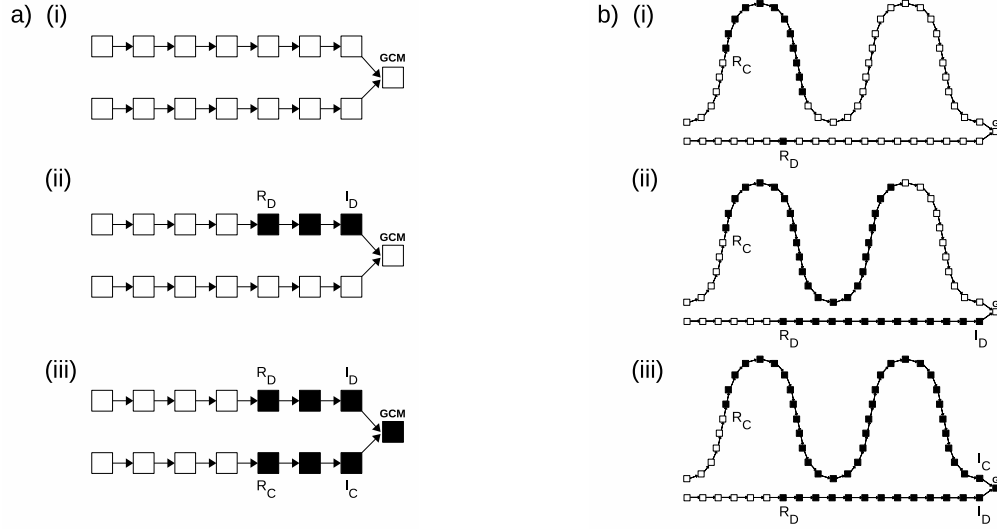 a) (i)
GCM
(ii)
R_D I_D
GCM
(iii)
R_D I_D
GCM
R_C I_C
b) (i)
R_C
G
R_D
(ii)
R_C
G
R_D I_D
(iii)
R_C
I_C
G
R_D I_D